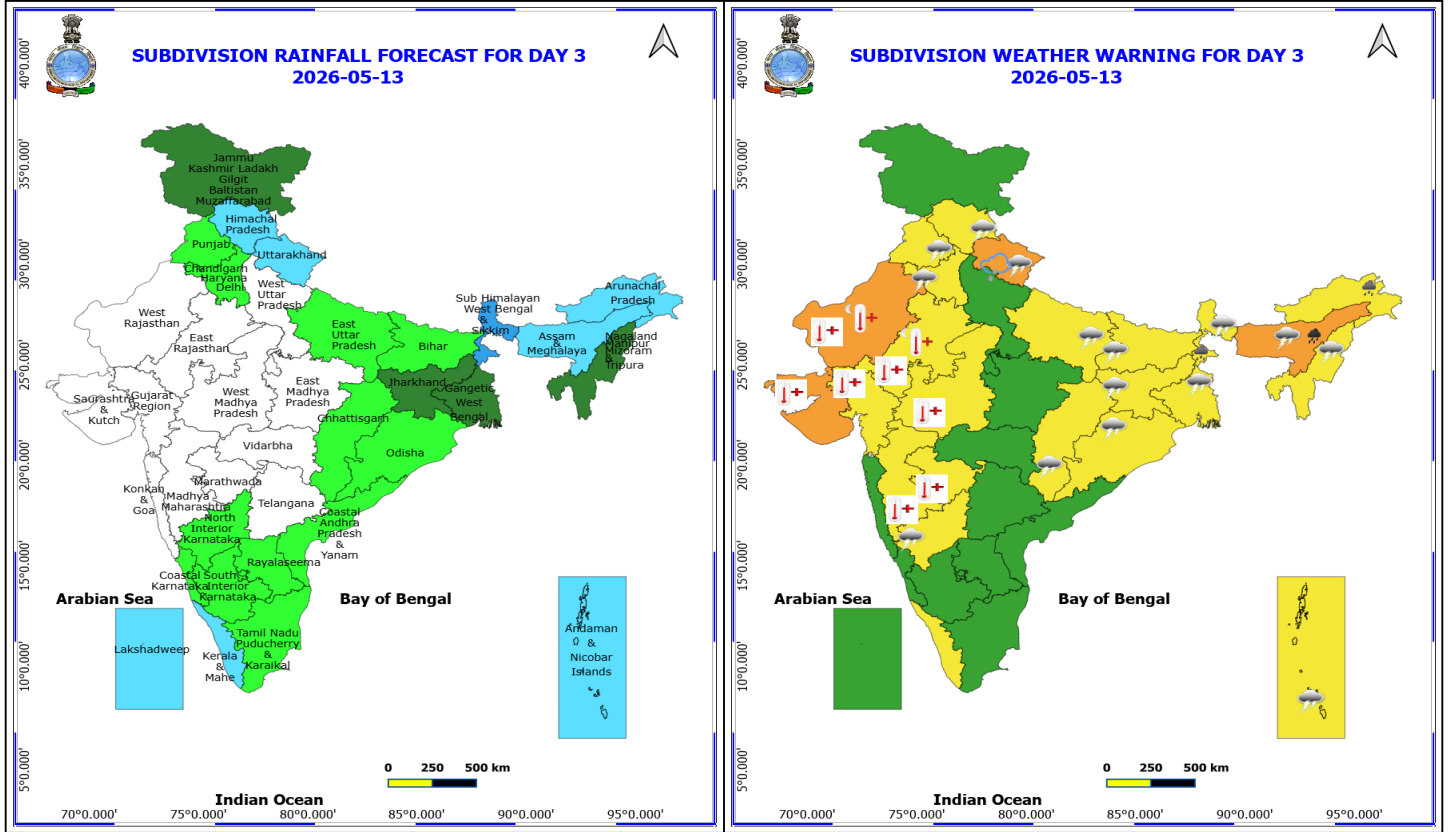 SUBDIVISION RAINFALL FORECAST FOR DAY 3
2026-05-13
40°0.000'
35°0.000'
30°0.000'
25°0.000'
20°0.000'
15°0.000'
10°0.000'
5°0.000'
Jammu
Kashmir Ladakh
Gilgit
Baltistan
Muzaffarabad
Himachal
Pradesh
Punjab
Uttarakhand
Chandigarh
Haryana
Delhi
West
Uttar
Pradesh
Arunachal
Pradesh
Sub Himalayan
West Bengal
&
Sikkim
West
Rajasthan
East
Rajasthan
East
Uttar
Pradesh
Bihar
Assam
&
Meghalaya
Nagaland
Manipur
Mizoram
&
Tripura
Saurashtra
&
Kutch
Gujarat
Region
West
Madhya
Pradesh
East
Madhya
Pradesh
Jharkhand
Gangetic
West
Bengal
Chhattisgarh
Odisha
Vidarbha
Marathwada
Konkan
&
Goa
Madhya
Maharashtra
Telangana
North
Interior
Karnataka
Coastal
Andhra
Pradesh
&
Yanam
Rayalaseema
Coastal
Karnataka
South
Interior
Karnataka
Tamil Nadu
Puducherry
&
Karaikal
Kerala
&
Mahe
Lakshadweep
Andaman
&
Nicobar
Islands
Arabian Sea
Bay of Bengal
0 250 500 km
Indian Ocean
70°0.000' 75°0.000' 80°0.000' 85°0.000' 90°0.000' 95°0.000'
SUBDIVISION WEATHER WARNING FOR DAY 3
2026-05-13
40°0.000'
35°0.000'
30°0.000'
25°0.000'
20°0.000'
15°0.000'
10°0.000'
5°0.000'
Arabian Sea
Bay of Bengal
0 250 500 km
Indian Ocean
70°0.000' 75°0.000' 80°0.000' 85°0.000' 90°0.000' 95°0.000'